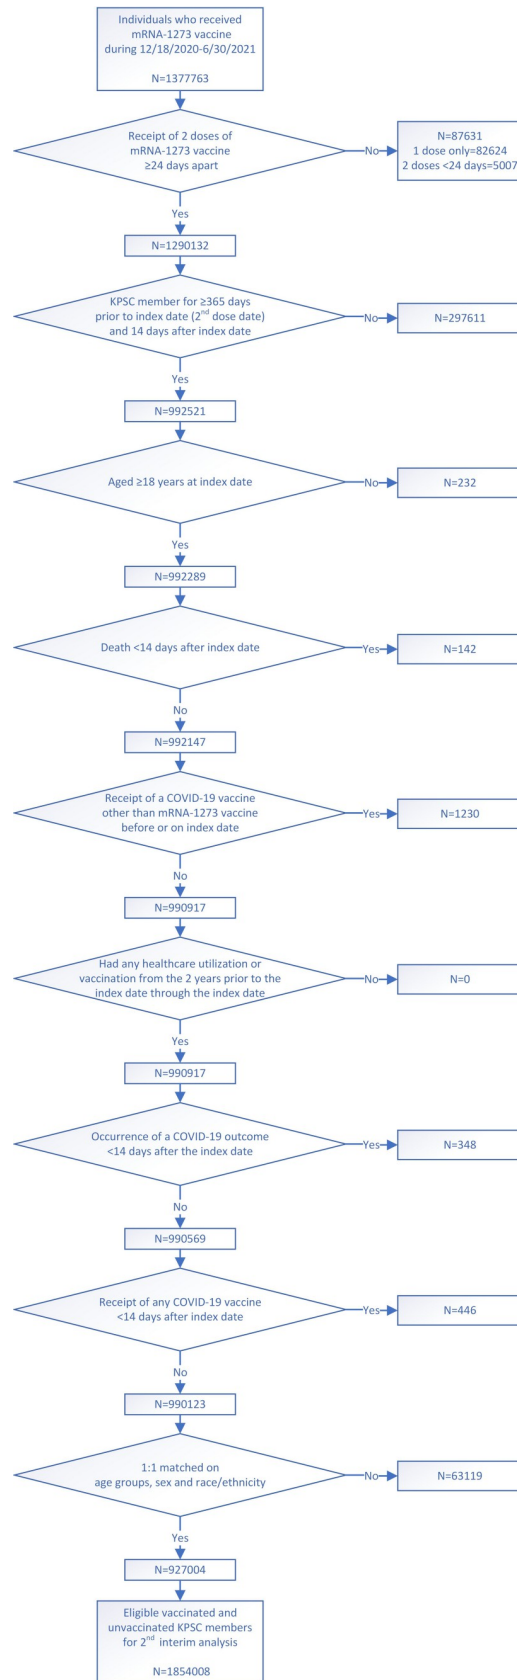 Individuals who received
mRNA-1273 vaccine
during 12/18/2020-6/30/2021
N=1377763
Receipt of 2 doses of
mRNA-1273 vaccine
≥24 days apart
No
N=87631
1 dose only=82624
2 doses <24 days=5007
Yes
N=1290132
KPSC member for ≥365 days
prior to index date (2nd dose date)
and 14 days after index date
No
N=297611
Yes
N=992521
Aged ≥18 years at index date
No
N=232
Yes
N=992289
Death <14 days after index date
Yes
N=142
No
N=992147
Receipt of a COVID-19 vaccine
other than mRNA-1273 vaccine
before or on index date
Yes
N=1230
No
N=990917
Had any healthcare utilization or
vaccination from the 2 years prior to the
index date through the index date
No
N=0
Yes
N=990917
Occurrence of a COVID-19 outcome
<14 days after the index date
Yes
N=348
No
N=990569
Receipt of any COVID-19 vaccine
<14 days after index date
Yes
N=446
No
N=990123
1:1 matched on
age groups, sex and race/ethnicity
No
N=63119
Yes
N=927004
Eligible vaccinated and
unvaccinated KPSC members
for 2nd interim analysis
N=1854008